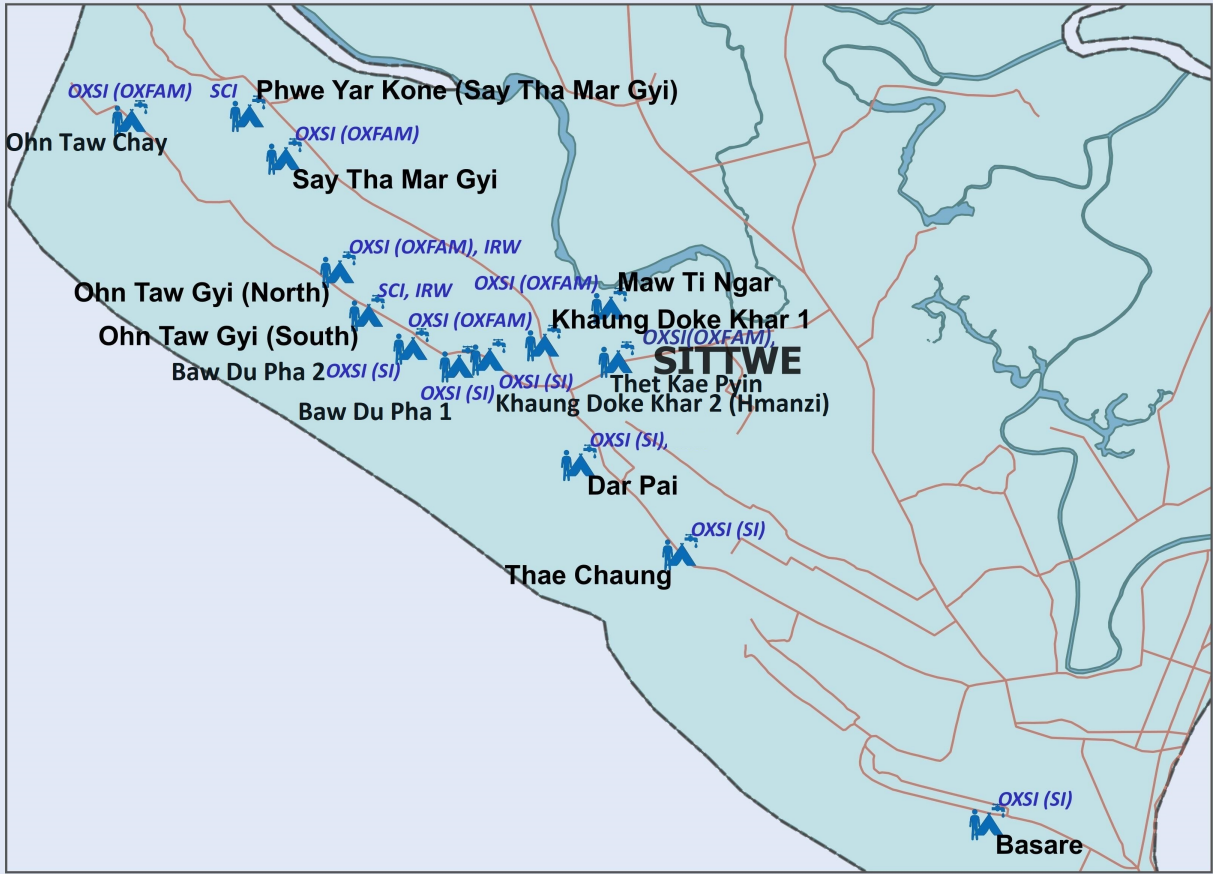 OXSI (OXFAM)
SCI
Phwe Yar Kone (Say Tha Mar Gyi)
Ohn Taw Chay
OXSI (OXFAM)
Say Tha Mar Gyi
OXSI (OXFAM), IRW
Ohn Taw Gyi (North)
SCI, IRW
OXSI (OXFAM)
Maw Ti Ngar
Ohn Taw Gyi (South)
OXSI (OXFAM)
Khaung Doke Khar 1
OXSI(OXFAM),
SITTWE
Baw Du Pha 2
OXSI (SI)
OXSI (SI)
OXSI (SI)
Thet Kae Pyin
Baw Du Pha 1
Khaung Doke Khar 2 (Hmanzi)
OXSI (SI),
Dar Pai
OXSI (SI)
Thae Chaung
OXSI (SI)
Basare